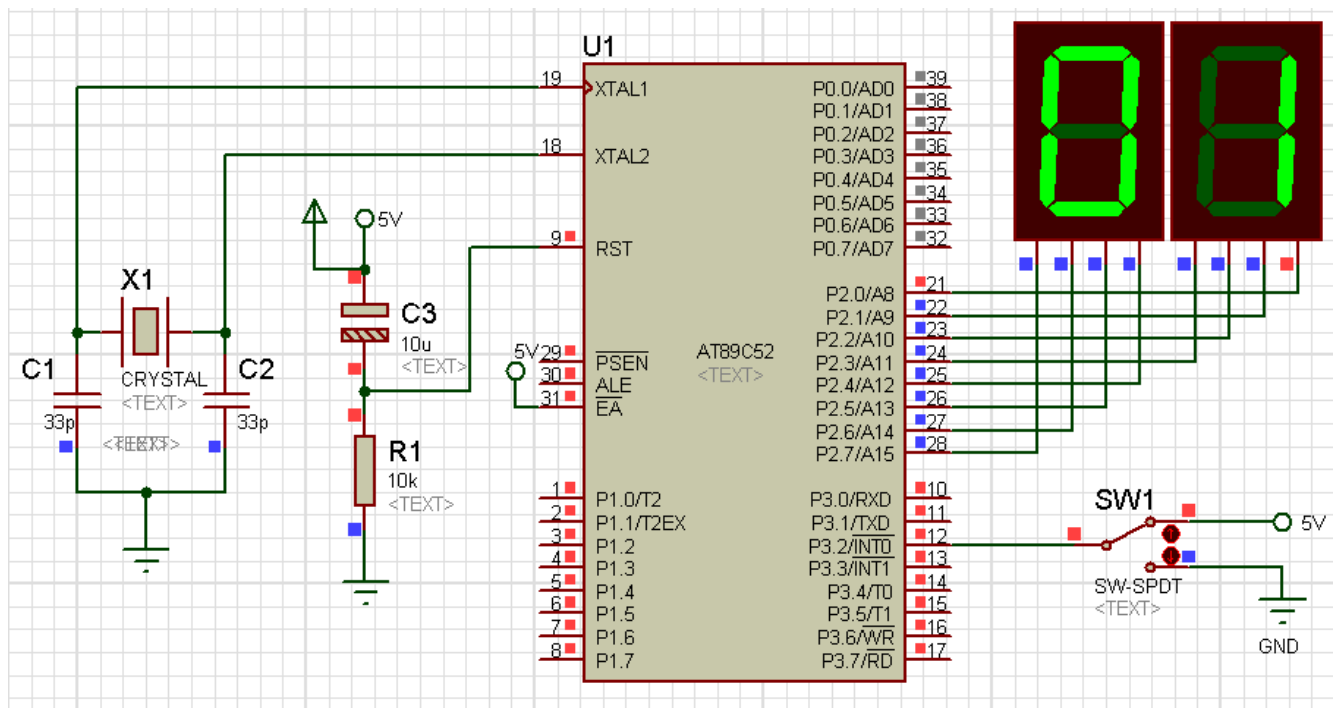 U1
19
XTAL1
18
XTAL2
9
RST
29
PSEN
30
ALE
31
EA
1
P1.0/T2
2
P1.1/T2EX
3
P1.2
4
P1.3
5
P1.4
6
P1.5
7
P1.6
8
P1.7
AT89C52
<TEXT>
P0.0/AD0
39
P0.1/AD1
38
P0.2/AD2
37
P0.3/AD3
36
P0.4/AD4
35
P0.5/AD5
34
P0.6/AD6
33
P0.7/AD7
32
P2.0/A8
21
P2.1/A9
22
P2.2/A10
23
P2.3/A11
24
P2.4/A12
25
P2.5/A13
26
P2.6/A14
27
P2.7/A15
28
P3.0/RXD
10
P3.1/TXD
11
P3.2/INT0
12
P3.3/INT1
13
P3.4/T0
14
P3.5/T1
15
P3.6/WR
16
P3.7/RD
17
X1
CRYSTAL
<TEXT>
C1
33p
C2
33p
5V
C3
10u
<TEXT>
R1
10k
<TEXT>
5V
01
SW1
SW-SPDT
<TEXT>
5V
GND